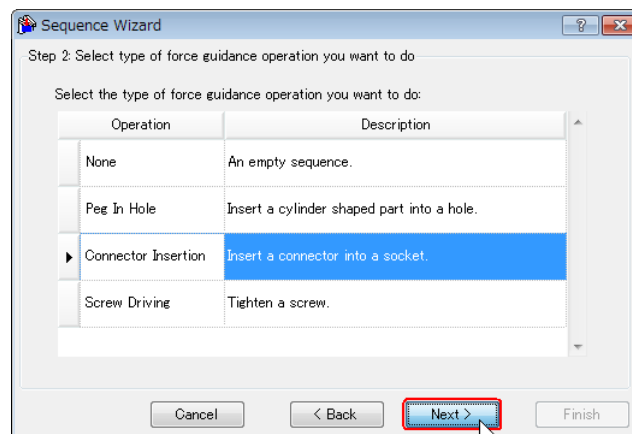 Sequence Wizard
Step 2: Select type of force guidance operation you want to do
Select the type of force guidance operation you want to do:
Operation Description
None An empty sequence.
Peg In Hole Insert a cylinder shaped part into a hole.
Connector Insertion Insert a connector into a socket.
Screw Driving Tighten a screw.
Cancel < Back Next > Finish